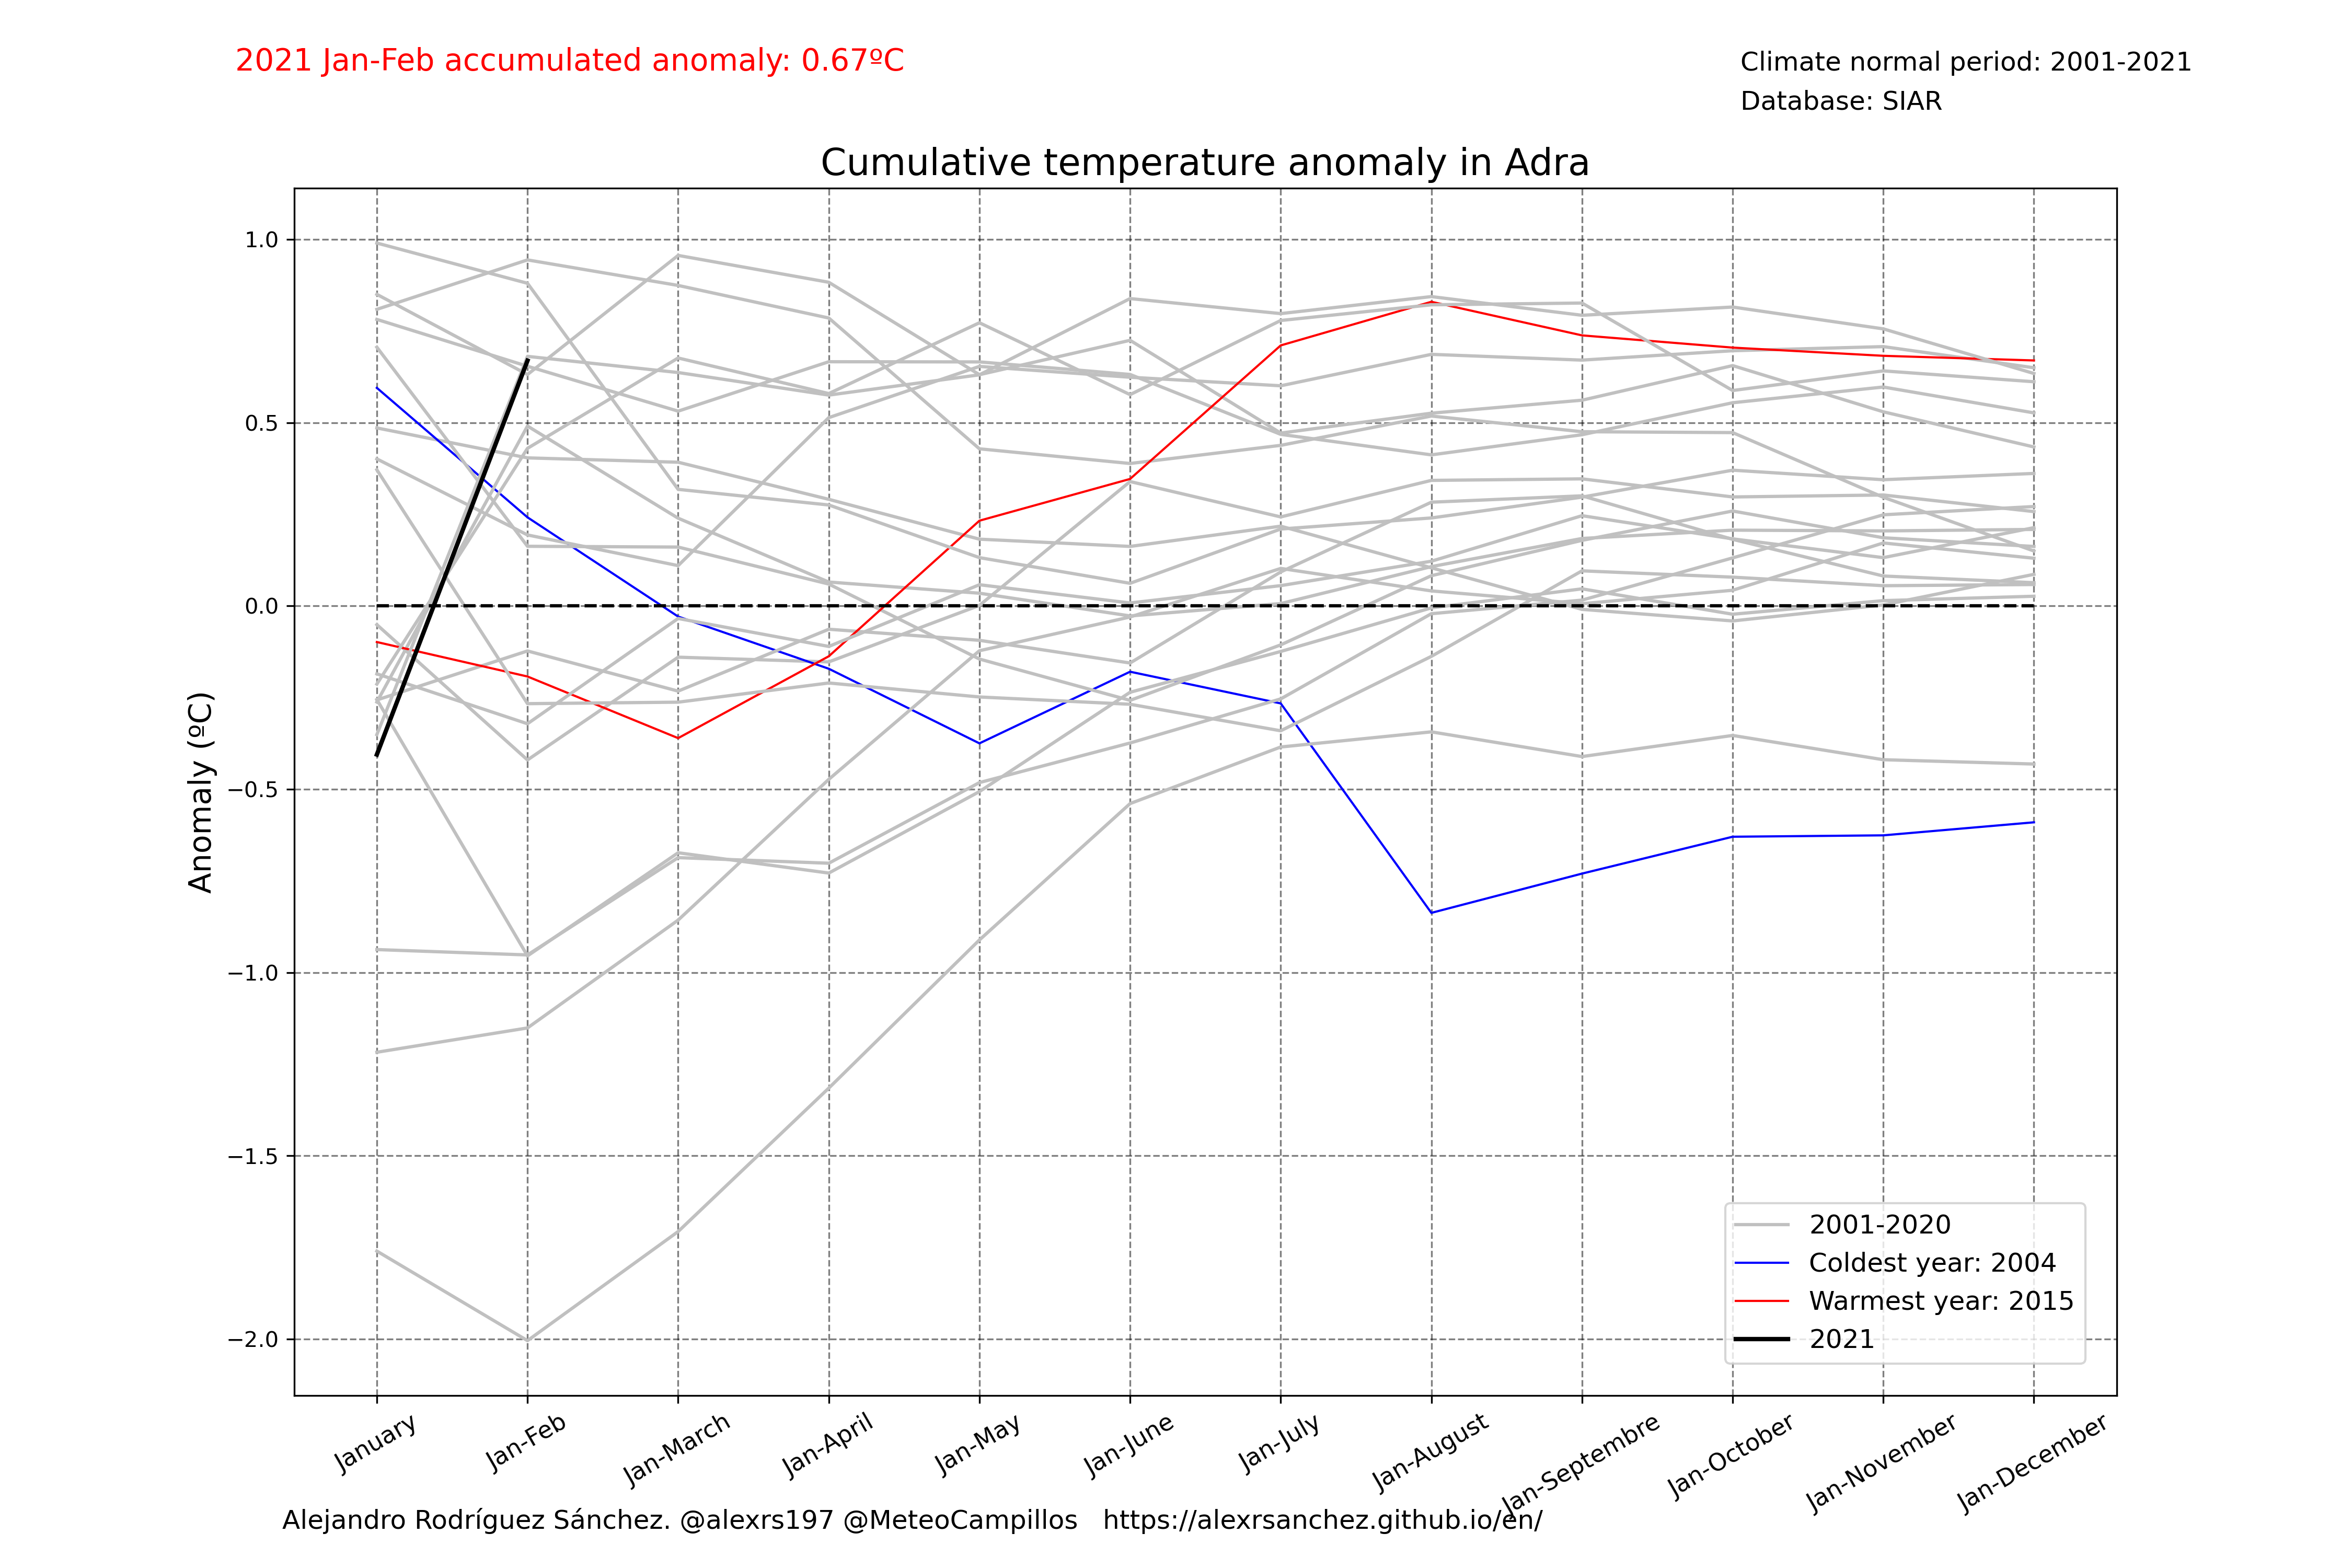 2021 Jan-Feb accumulated anomaly: 0.67ºC
Climate normal period: 2001-2021
Database: SIAR
Cumulative temperature anomaly in Adra
Anomaly (ºC)
1.0
0.5
0.0
−0.5
−1.0
−1.5
−2.0
2001-2020
Coldest year: 2004
Warmest year: 2015
2021
January
Jan-Feb
Jan-March
Jan-April
Jan-May
Jan-June
Jan-July
Jan-August
Jan-Septembre
Jan-October
Jan-November
Jan-December
Alejandro Rodríguez Sánchez. @alexrs197 @MeteoCampillos   https://alexrsanchez.github.io/en/